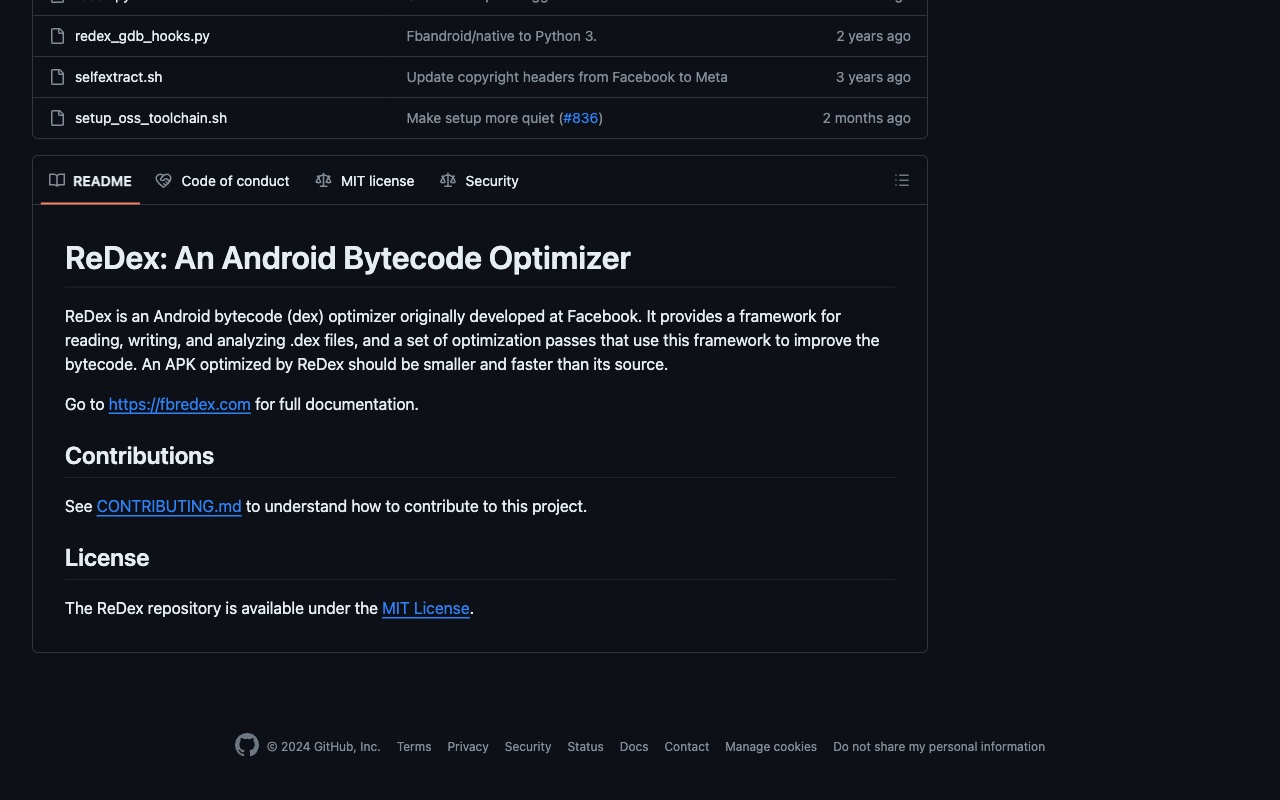 redex_gdb_hooks.py Fbandroid/native to Python 3. 2 years ago
selfextract.sh Update copyright headers from Facebook to Meta 3 years ago
setup_oss_toolchain.sh Make setup more quiet (#836) 2 months ago
README Code of conduct MIT license Security
ReDex: An Android Bytecode Optimizer
ReDex is an Android bytecode (dex) optimizer originally developed at Facebook. It provides a framework for
reading, writing, and analyzing .dex files, and a set of optimization passes that use this framework to improve the
bytecode. An APK optimized by ReDex should be smaller and faster than its source.
Go to https://fbredex.com for full documentation.
Contributions
See CONTRIBUTING.md to understand how to contribute to this project.
License
The ReDex repository is available under the MIT License.
© 2024 GitHub, Inc. Terms Privacy Security Status Docs Contact Manage cookies Do not share my personal information